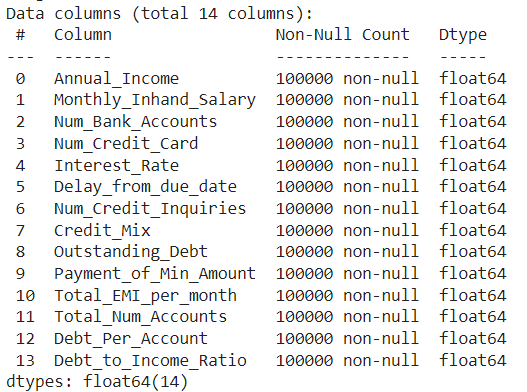 Data columns (total 14 columns):
 #   Column                 Non-Null Count   Dtype
---  ------                 --------------   -----
 0   Annual_Income          100000 non-null  float64
 1   Monthly_Inhand_Salary  100000 non-null  float64
 2   Num_Bank_Accounts      100000 non-null  float64
 3   Num_Credit_Card        100000 non-null  float64
 4   Interest_Rate          100000 non-null  float64
 5   Delay_from_due_date    100000 non-null  float64
 6   Num_Credit_Inquiries   100000 non-null  float64
 7   Credit_Mix             100000 non-null  float64
 8   Outstanding_Debt       100000 non-null  float64
 9   Payment_of_Min_Amount  100000 non-null  float64
 10  Total_EMI_per_month    100000 non-null  float64
 11  Total_Num_Accounts     100000 non-null  float64
 12  Debt_Per_Account       100000 non-null  float64
 13  Debt_to_Income_Ratio   100000 non-null  float64
dtypes: float64(14)